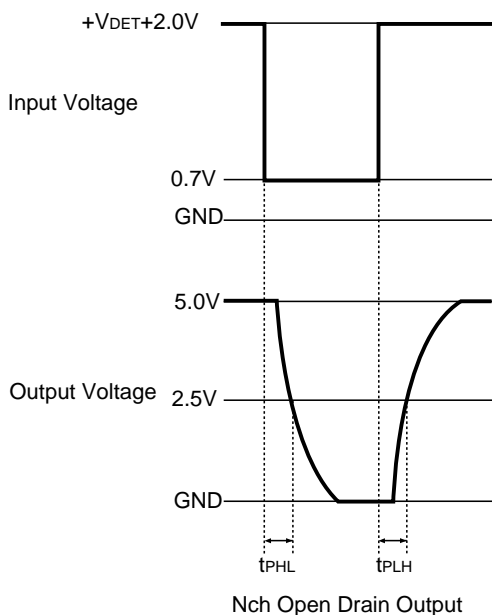 +VDET+2.0V
Input Voltage
0.7V
GND
5.0V
Output Voltage
2.5V
GND
tPHL
tPLH
Nch Open Drain Output